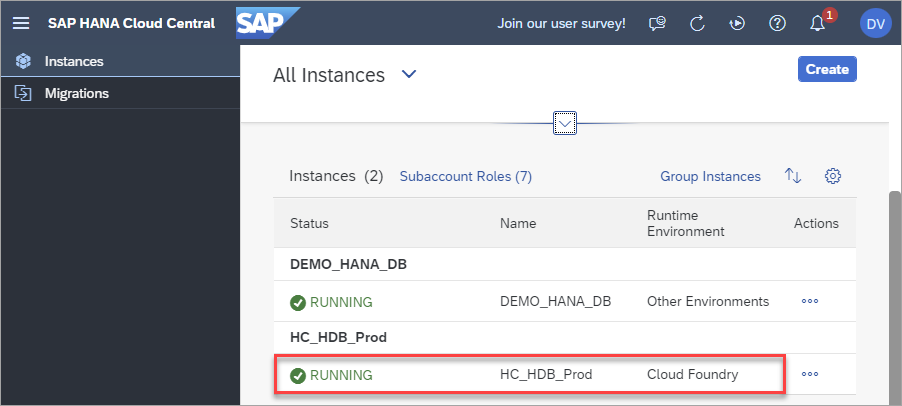 SAP HANA Cloud Central SAP Join our user survey! 1 DV
Instances
Migrations
All Instances Create
Instances (2) Subaccount Roles (7) Group Instances
Status Name Runtime Environment Actions
DEMO_HANA_DB
RUNNING DEMO_HANA_DB Other Environments
HC_HDB_Prod
RUNNING HC_HDB_Prod Cloud Foundry